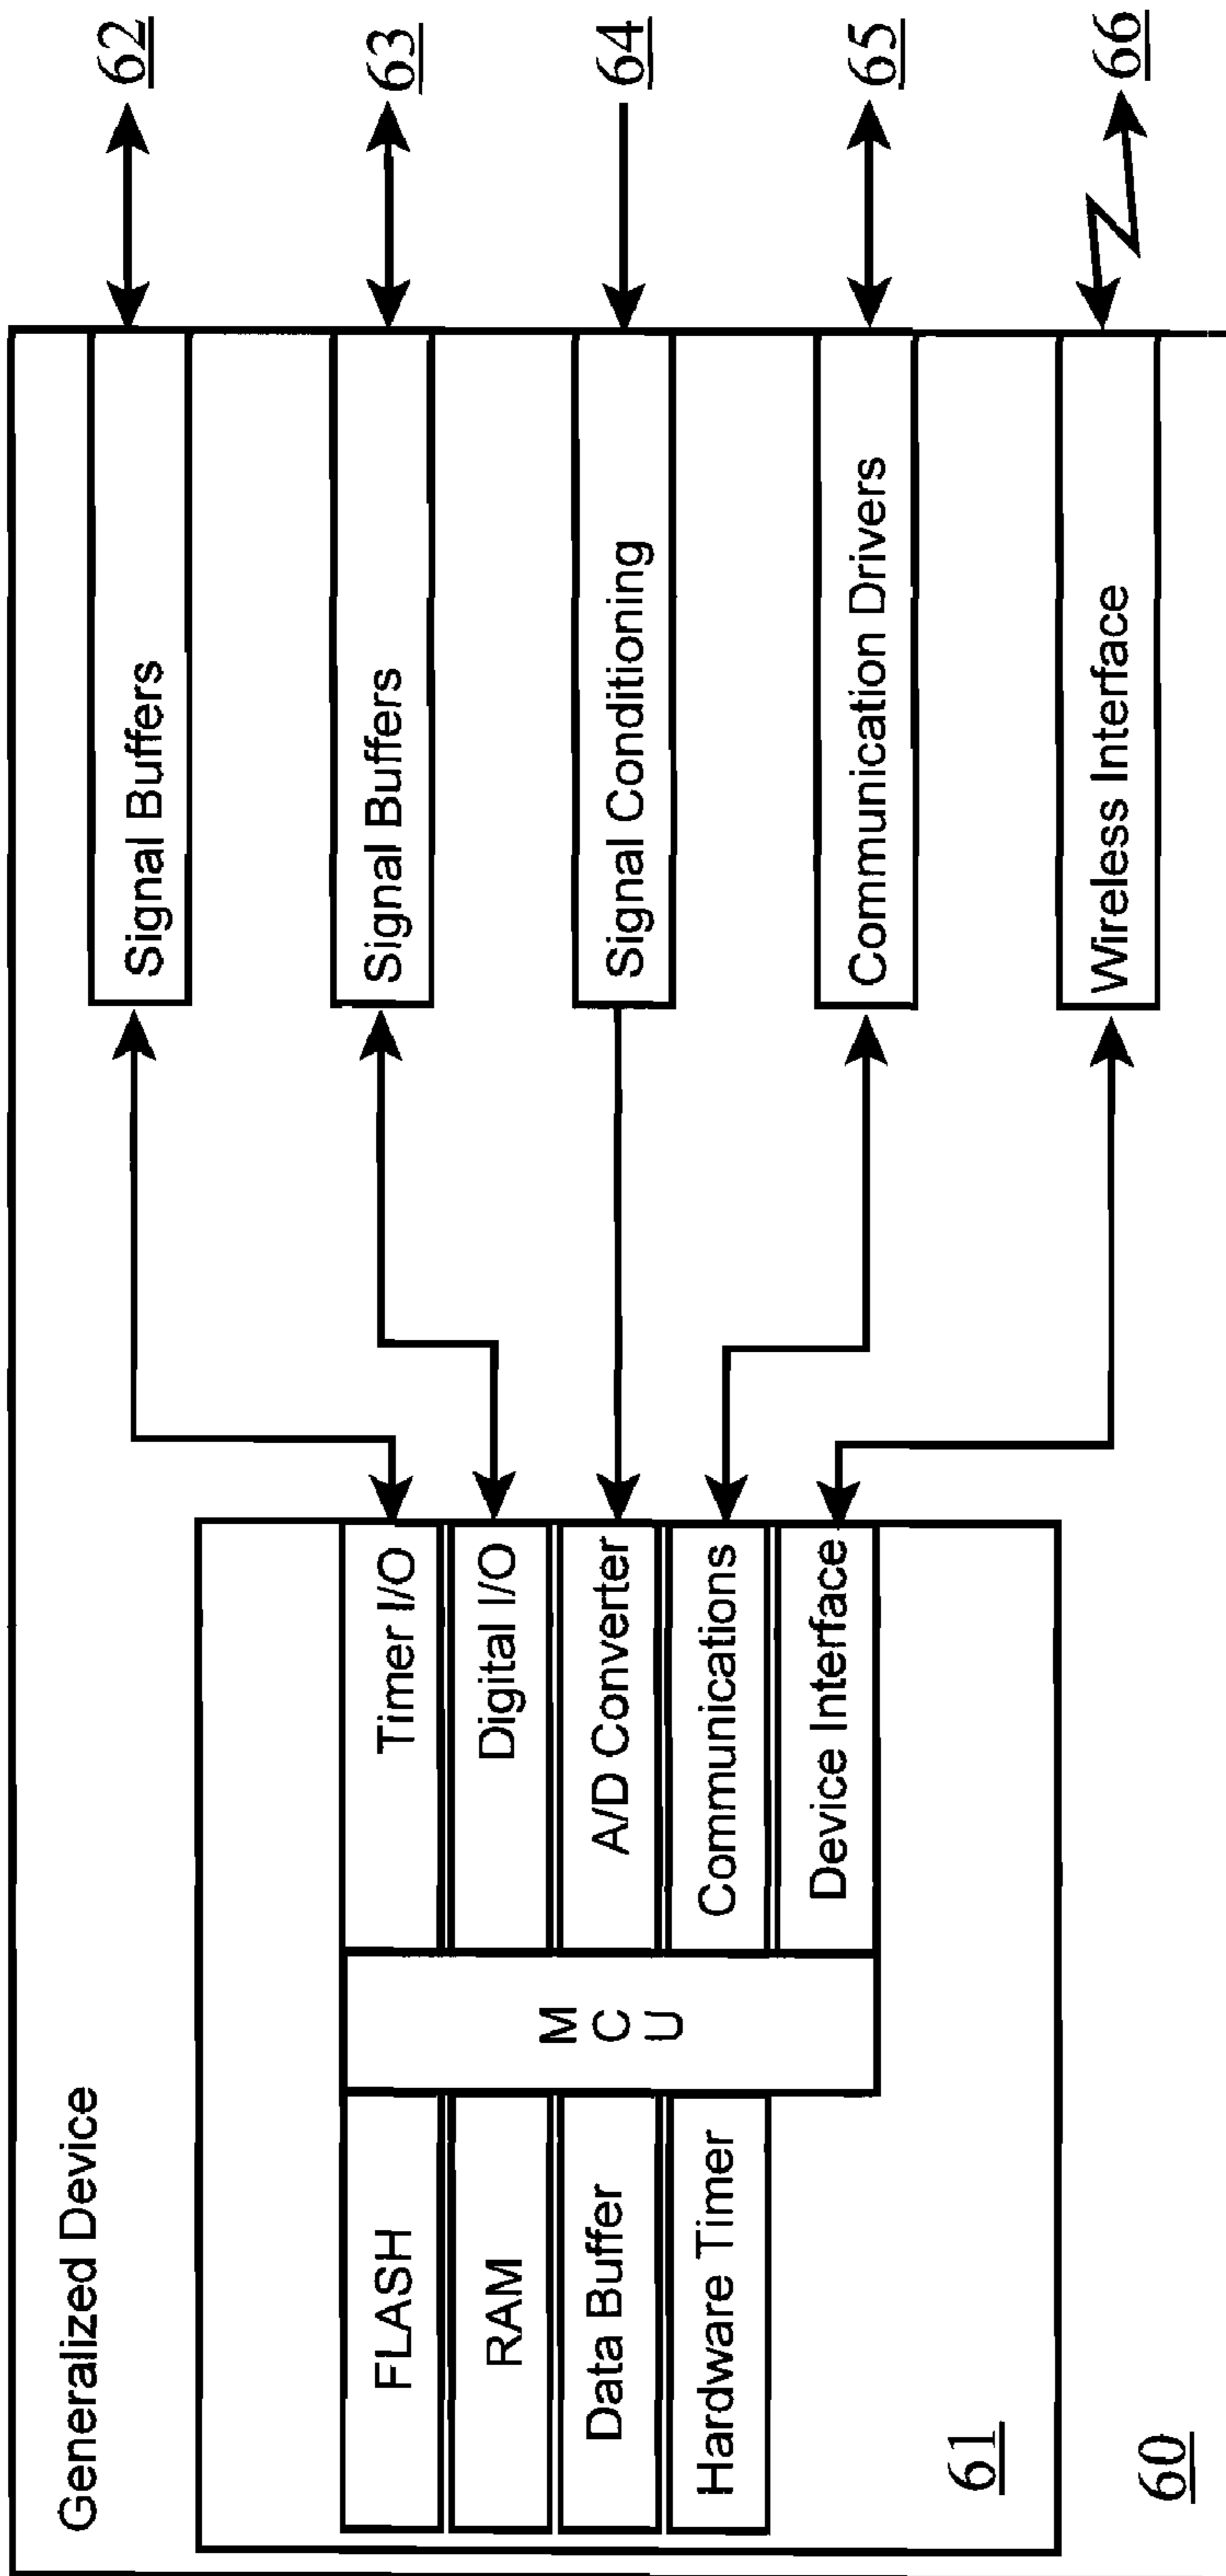 Generalized Device
FLASH
RAM
Data Buffer
Hardware Timer
M
C
U
Timer I/O
Digital I/O
A/D Converter
Communications
Device Interface
61
60
Signal Buffers
Signal Buffers
Signal Conditioning
Communication Drivers
Wireless Interface
62
63
64
65
66